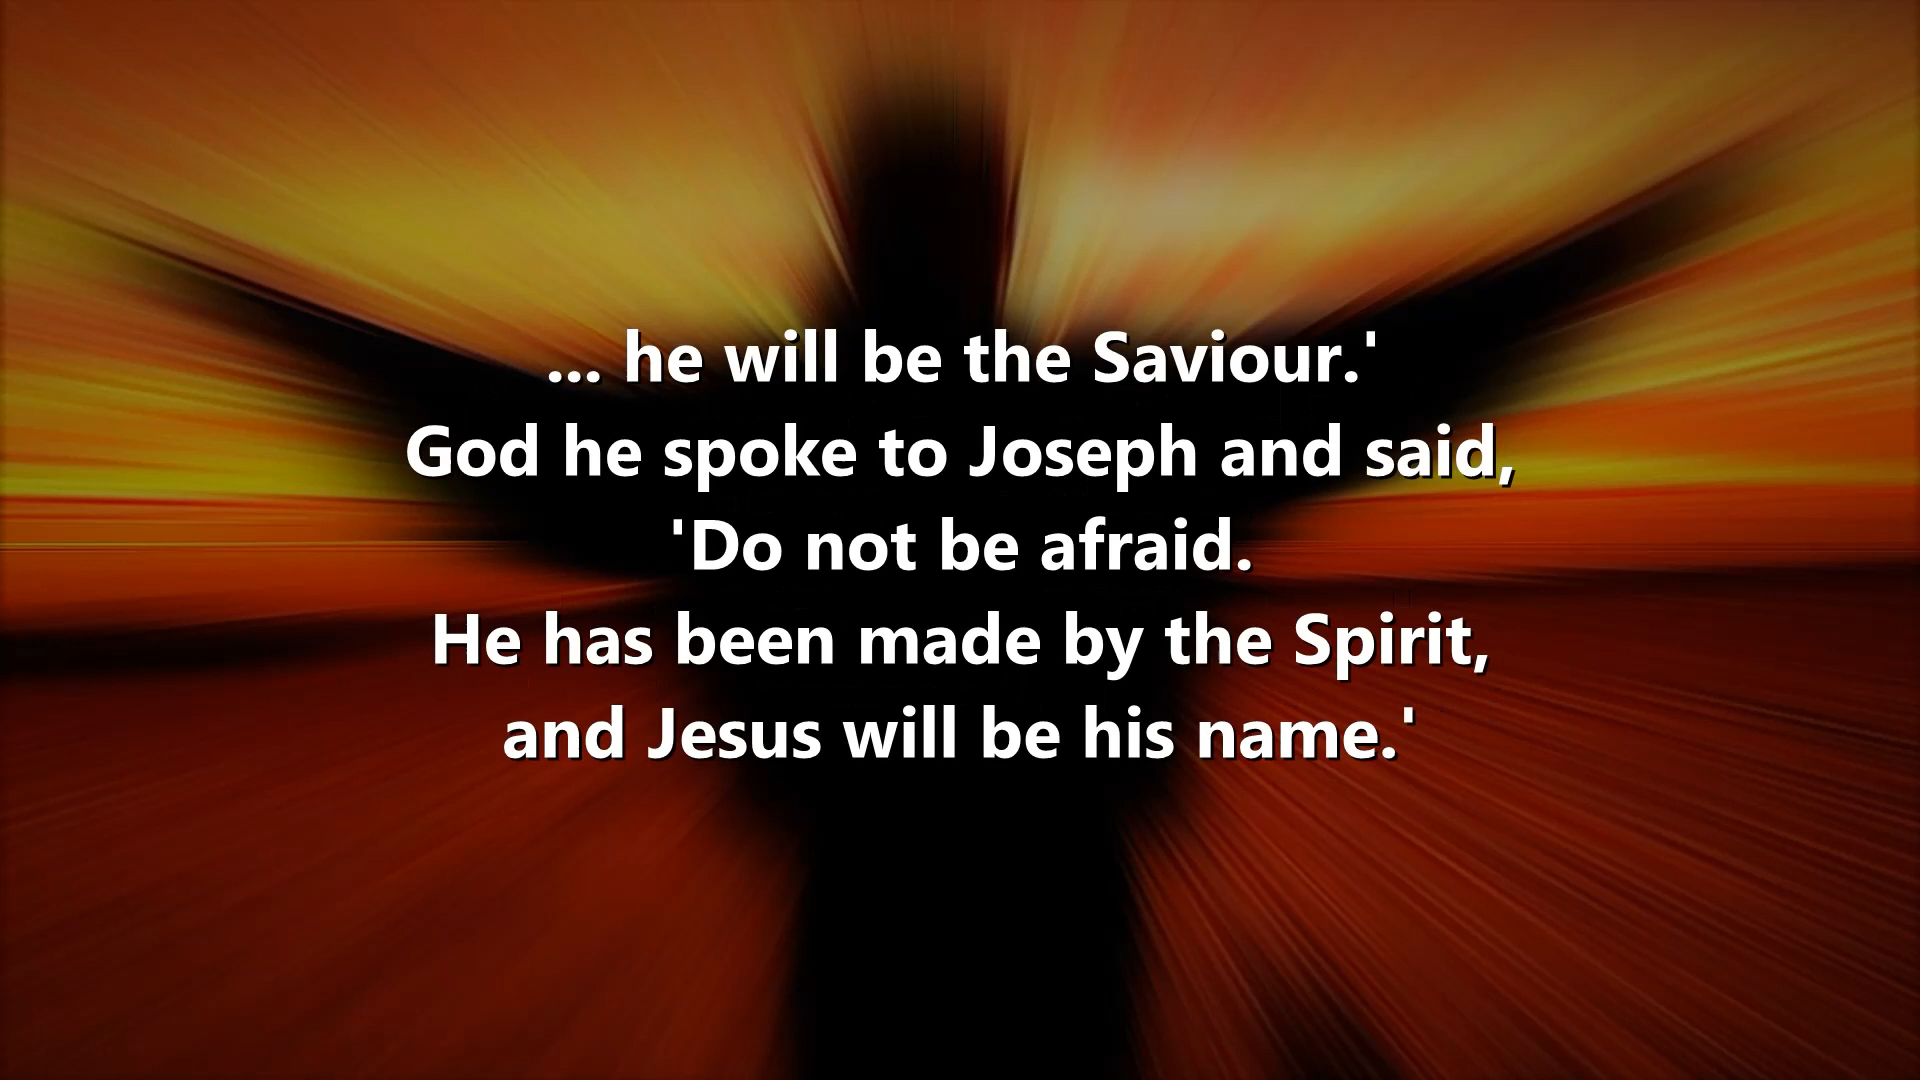 ... he will be the Saviour.'
God he spoke to Joseph and said,
'Do not be afraid.
He has been made by the Spirit,
and Jesus will be his name.'